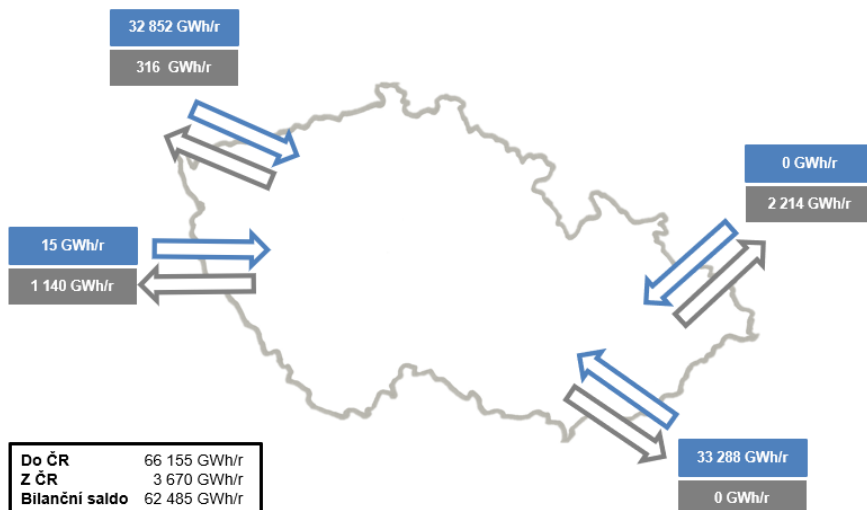 32 852 GWh/r
316 GWh/r
0 GWh/r
2 214 GWh/r
15 GWh/r
1 140 GWh/r
33 288 GWh/r
0 GWh/r
Do ČR 66 155 GWh/r
Z ČR 3 670 GWh/r
Bilanční saldo 62 485 GWh/r